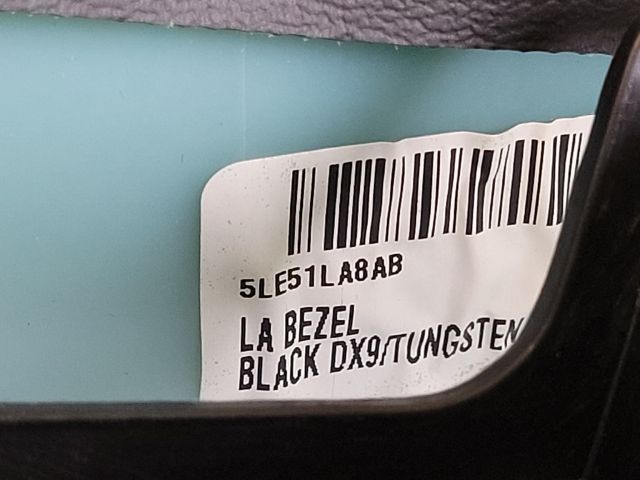 5LE51LA8AB
LA BEZEL
BLACK DX9/TUNGSTEN